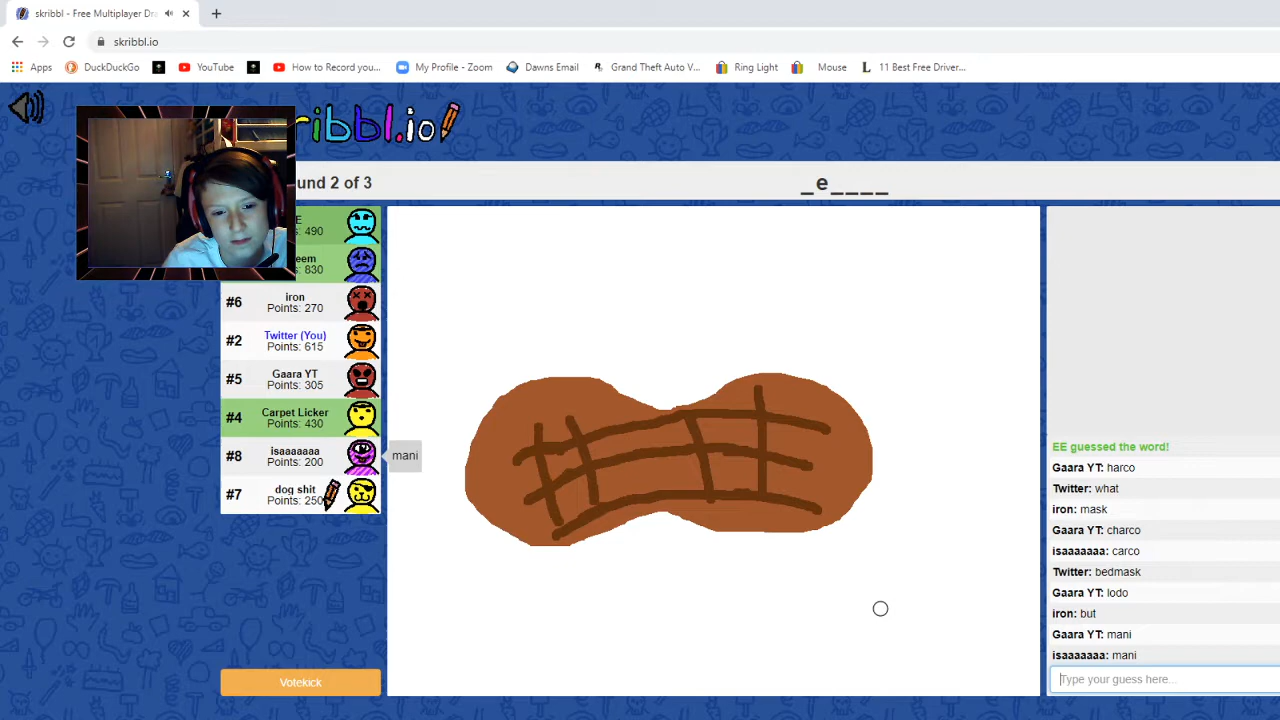 skribbl - Free Multiplayer Dra
skribbl.io
Apps DuckDuckGo YouTube How to Record you... My Profile - Zoom Dawns Email Grand Theft Auto V... Ring Light Mouse 11 Best Free Driver...
ribbl.io
und 2 of 3
_e____
E
s: 490
eem
s: 830
#6 iron
Points: 270
#2 Twitter (You)
Points: 615
#5 Gaara YT
Points: 305
#4 Carpet Licker
Points: 430
#8 isaaaaaaa
Points: 200
mani
#7 dog shit
Points: 250
Votekick
EE guessed the word!
Gaara YT: harco
Twitter: what
iron: mask
Gaara YT: charco
isaaaaaaa: carco
Twitter: bedmask
Gaara YT: lodo
iron: but
Gaara YT: mani
isaaaaaaa: mani
Type your guess here...